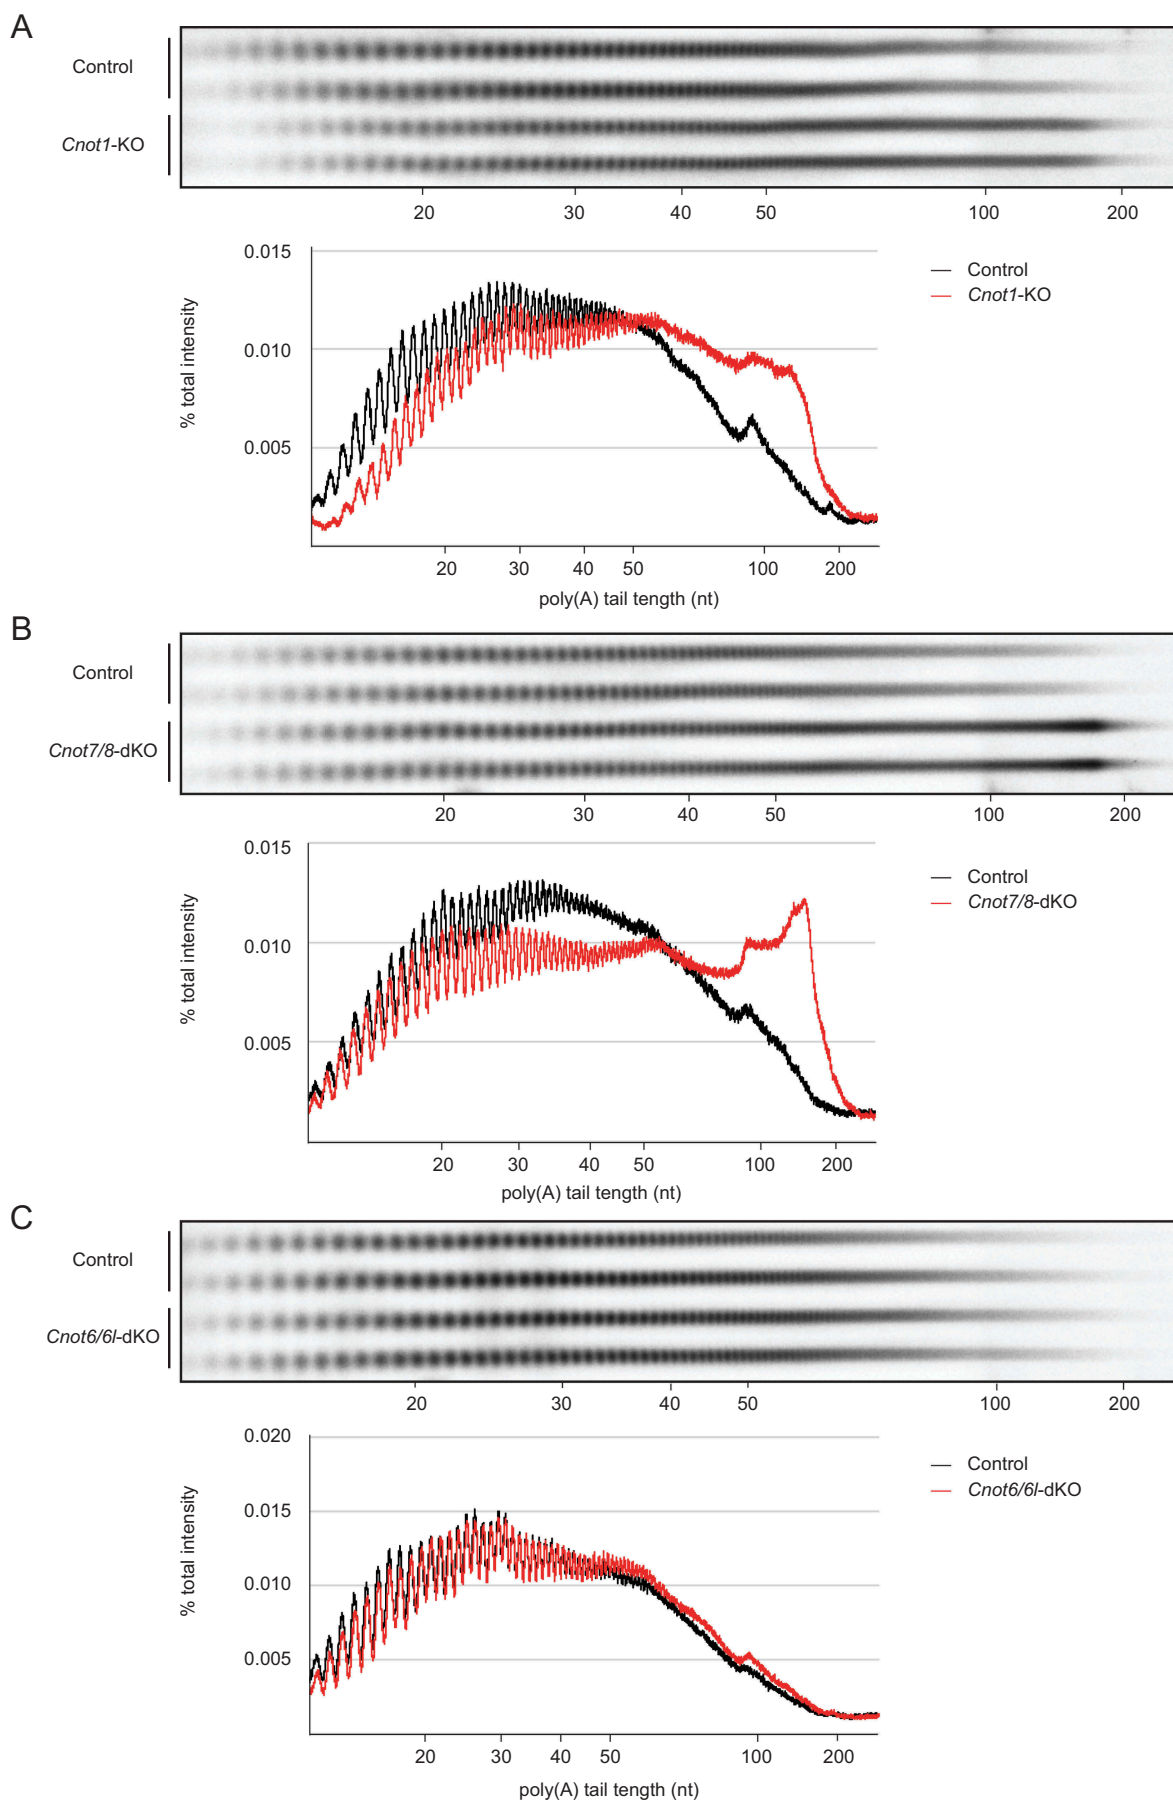 A
Control
Cnot1-KO
20 30 40 50 100 200
0.015
0.010
0.005
% total intensity
Control
Cnot1-KO
20 30 40 50 100 200
poly(A) tail length (nt)
B
Control
Cnot7/8-dKO
20 30 40 50 100 200
0.015
0.010
0.005
% total intensity
Control
Cnot7/8-dKO
20 30 40 50 100 200
poly(A) tail length (nt)
C
Control
Cnot6/6l-dKO
20 30 40 50 100 200
0.020
0.015
0.010
0.005
% total intensity
Control
Cnot6/6l-dKO
20 30 40 50 100 200
poly(A) tail length (nt)